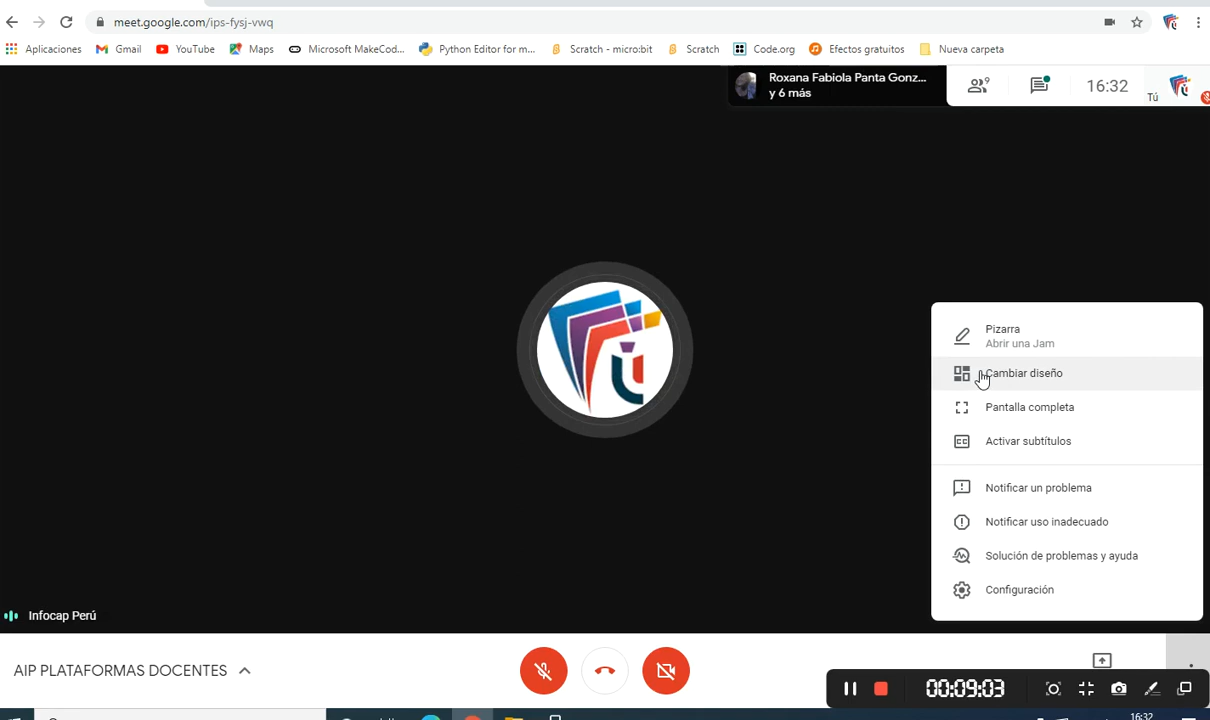 meet.google.com/ips-fysj-vwq
Aplicaciones Gmail YouTube Maps Microsoft MakeCod... Python Editor for m... Scratch - micro:bit Scratch Code.org Efectos gratuitos Nueva carpeta
Roxana Fabiola Panta Gonz...
y 6 más
9
16:32
Tú
Pizarra
Abrir una Jam
Cambiar diseño
Pantalla completa
CC Activar subtítulos
Notificar un problema
Notificar uso inadecuado
Solución de problemas y ayuda
Configuración
Infocap Perú
AIP PLATAFORMAS DOCENTES
00:09:03
16:32